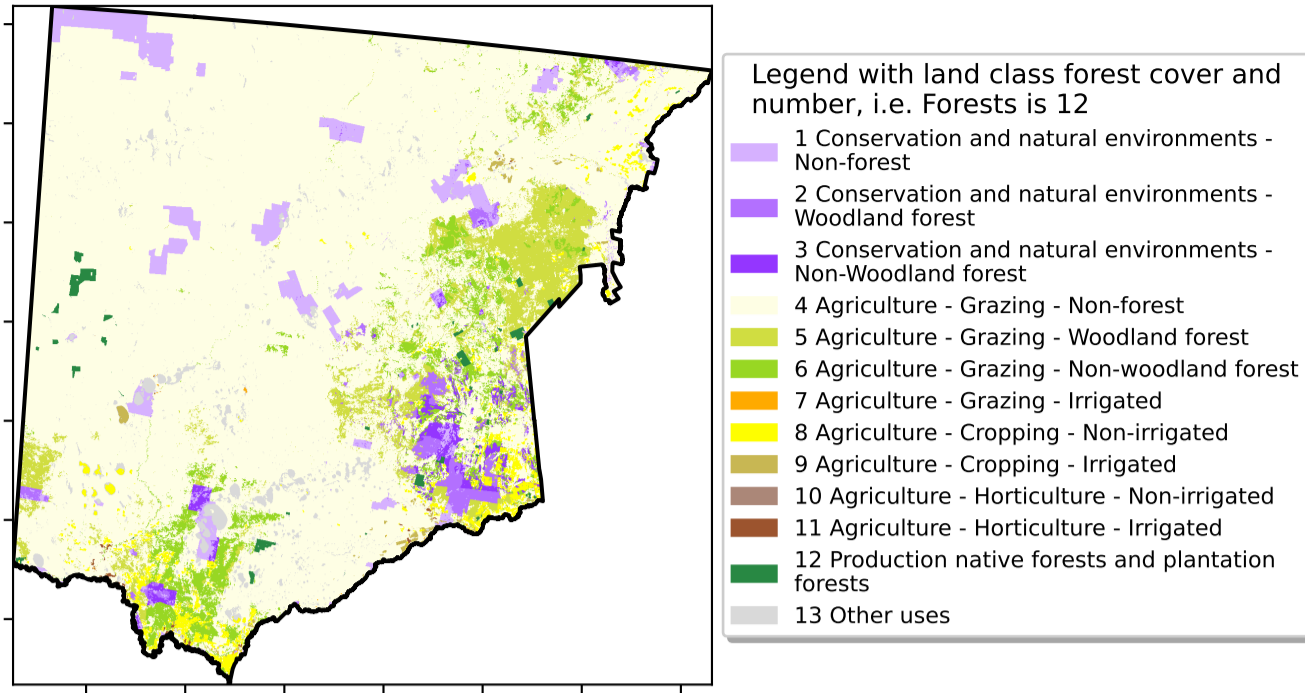 Legend with land class forest cover and
number, i.e. Forests is 12
1 Conservation and natural environments -
Non-forest
2 Conservation and natural environments -
Woodland forest
3 Conservation and natural environments -
Non-Woodland forest
4 Agriculture - Grazing - Non-forest
5 Agriculture - Grazing - Woodland forest
6 Agriculture - Grazing - Non-woodland forest
7 Agriculture - Grazing - Irrigated
8 Agriculture - Cropping - Non-irrigated
9 Agriculture - Cropping - Irrigated
10 Agriculture - Horticulture - Non-irrigated
11 Agriculture - Horticulture - Irrigated
12 Production native forests and plantation
forests
13 Other uses